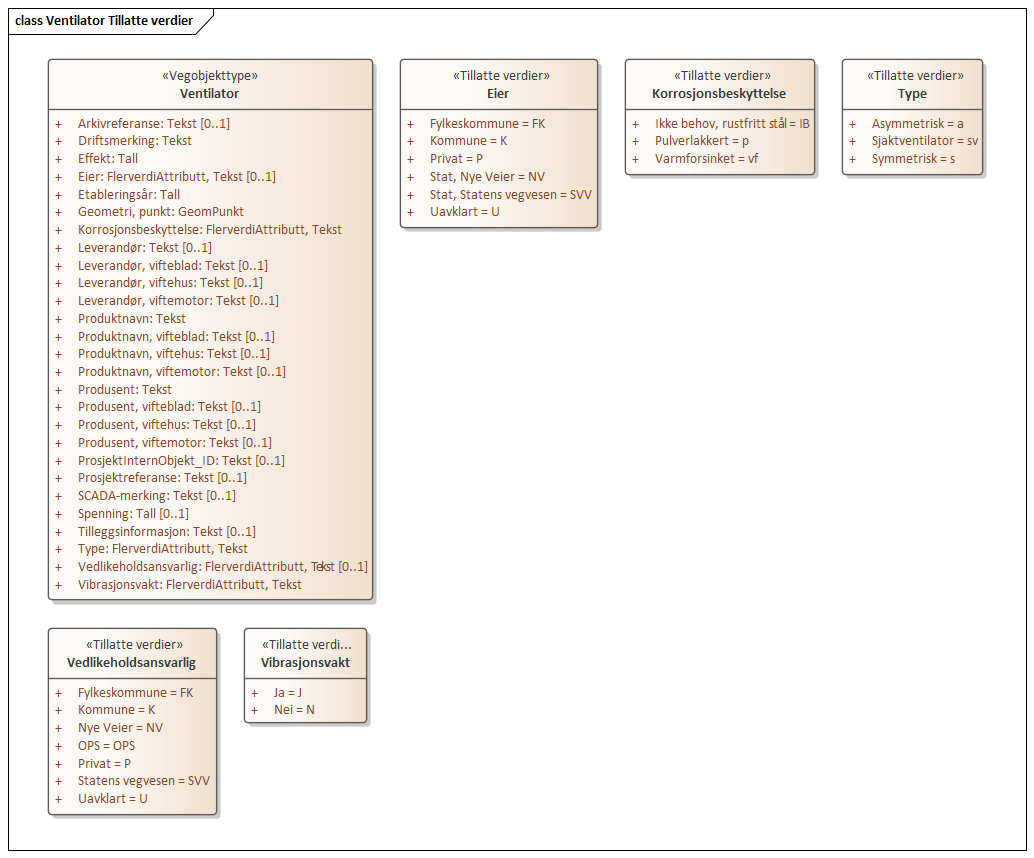 class Ventilator Tillatte verdier
«Vegobjekttype»
Ventilator
+ Arkivreferanse: Tekst [0..1]
+ Driftsmerking: Tekst
+ Effekt: Tall
+ Eier: FlerverdiAttributt, Tekst [0..1]
+ Etableringsår: Tall
+ Geometri, punkt: GeomPunkt
+ Korrosjonsbeskyttelse: FlerverdiAttributt, Tekst
+ Leverandør: Tekst [0..1]
+ Leverandør, vifteblad: Tekst [0..1]
+ Leverandør, viftehus: Tekst [0..1]
+ Leverandør, viftemotor: Tekst [0..1]
+ Produktnavn: Tekst
+ Produktnavn, vifteblad: Tekst [0..1]
+ Produktnavn, viftehus: Tekst [0..1]
+ Produktnavn, viftemotor: Tekst [0..1]
+ Produsent: Tekst
+ Produsent, vifteblad: Tekst [0..1]
+ Produsent, viftehus: Tekst [0..1]
+ Produsent, viftemotor: Tekst [0..1]
+ ProsjektInternObjekt_ID: Tekst [0..1]
+ Prosjektreferanse: Tekst [0..1]
+ SCADA-merking: Tekst [0..1]
+ Spenning: Tall [0..1]
+ Tilleggsinformasjon: Tekst [0..1]
+ Type: FlerverdiAttributt, Tekst
+ Vedlikeholdsansvarlig: FlerverdiAttributt, Tekst [0..1]
+ Vibrasjonsvakt: FlerverdiAttributt, Tekst
«Tillatte verdier»
Eier
+ Fylkeskommune = FK
+ Kommune = K
+ Privat = P
+ Stat, Nye Veier = NV
+ Stat, Statens vegvesen = SVV
+ Uavklart = U
«Tillatte verdier»
Korrosjonsbeskyttelse
+ Ikke behov, rustfritt stål = IB
+ Pulverlakkert = p
+ Varmforsinket = vf
«Tillatte verdier»
Type
+ Asymmetrisk = a
+ Sjaktventilator = sv
+ Symmetrisk = s
«Tillatte verdier»
Vedlikeholdsansvarlig
+ Fylkeskommune = FK
+ Kommune = K
+ Nye Veier = NV
+ OPS = OPS
+ Privat = P
+ Statens vegvesen = SVV
+ Uavklart = U
«Tillatte verdi...
Vibrasjonsvakt
+ Ja = J
+ Nei = N